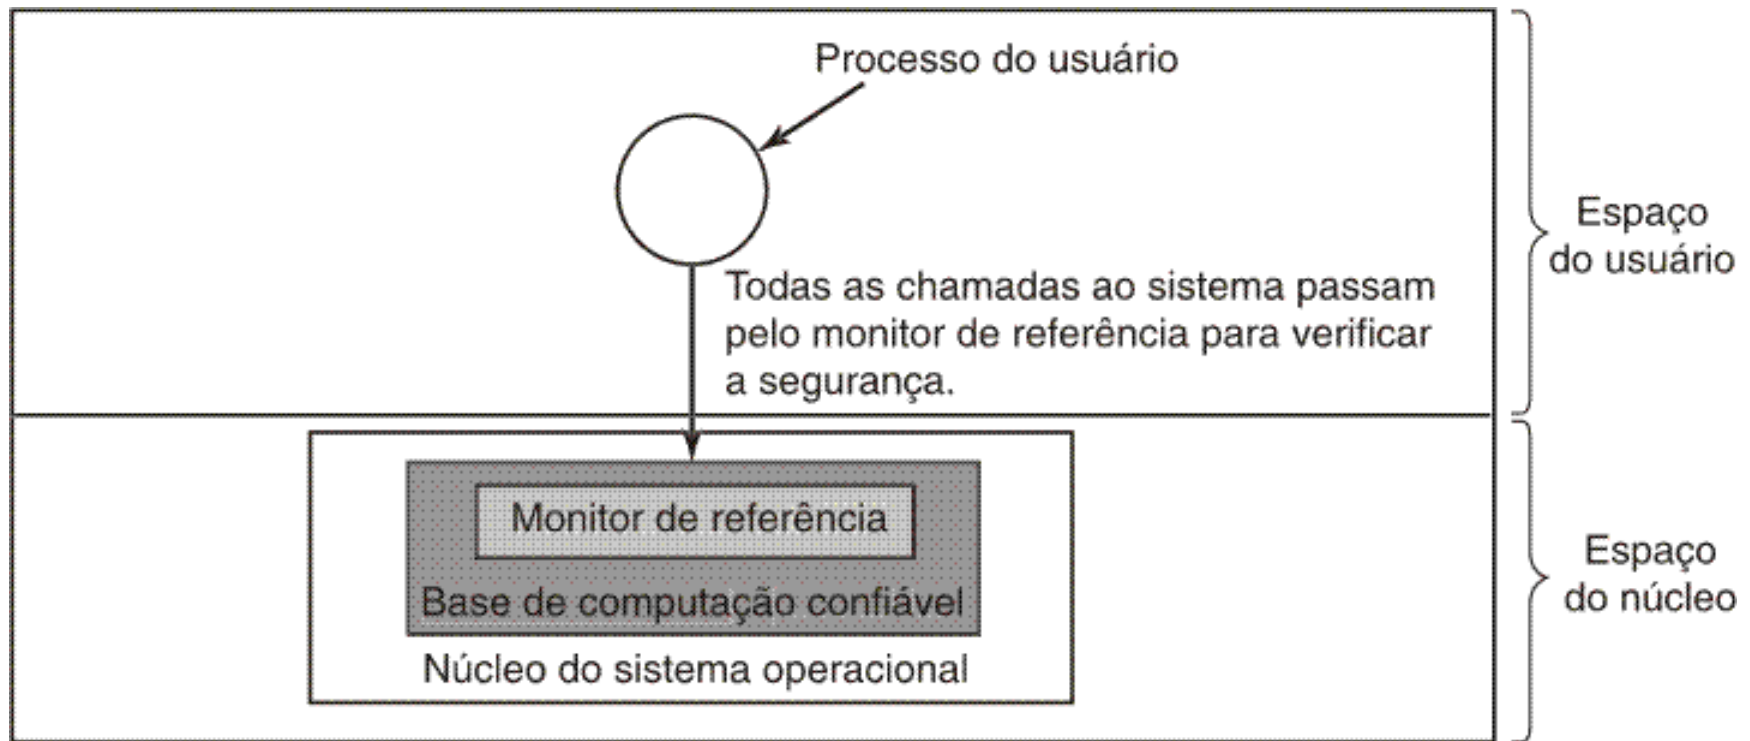 Processo do usuário
Espaço
do usuário
Todas as chamadas ao sistema passam
pelo monitor de referência para verificar
a segurança.
Monitor de referência
Base de computação confiável
Núcleo do sistema operacional
Espaço
do núcleo